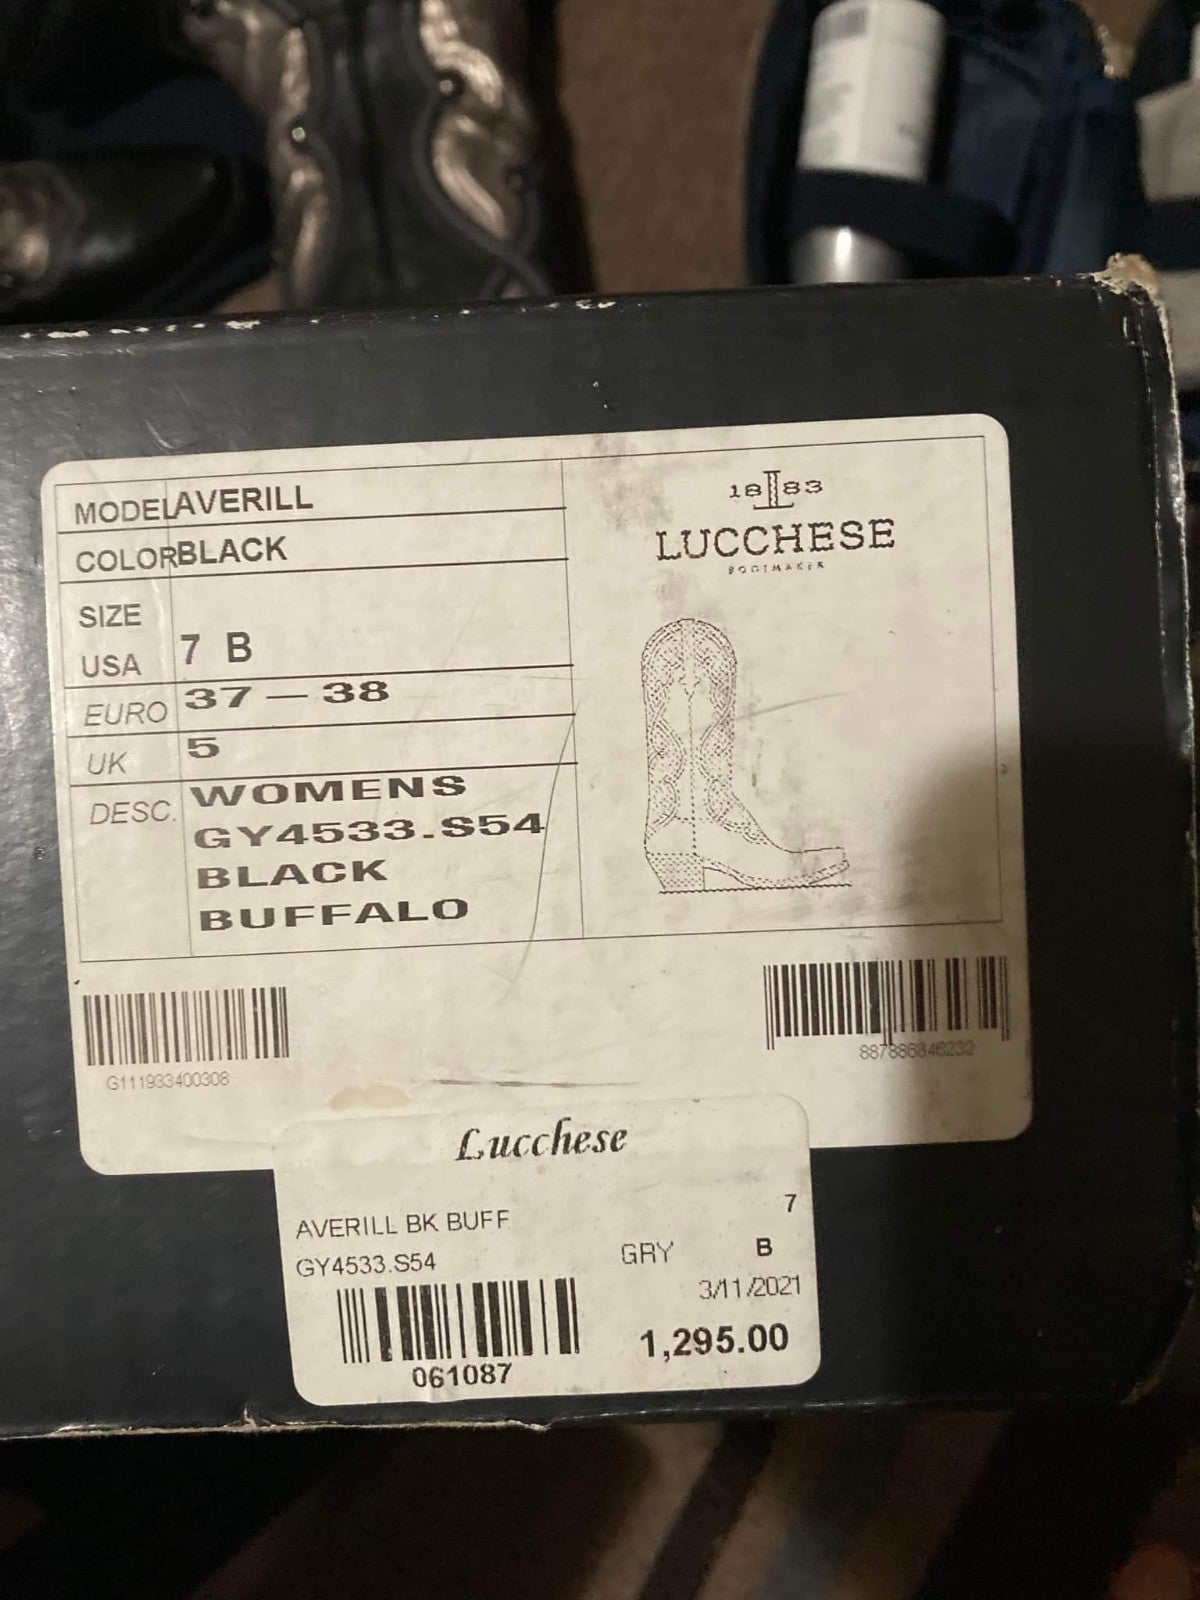 MODEL AVERILL
COLOR BLACK
SIZE
USA 7 B
EURO 37 — 38
UK 5
DESC. WOMENS
GY4533.S54
BLACK
BUFFALO
18 83
LUCCHESE
BOOTMAKER
G111933400308
887886846232
Lucchese
AVERILL BK BUFF 7
GY4533.S54 GRY B
3/11/2021
061087 1,295.00